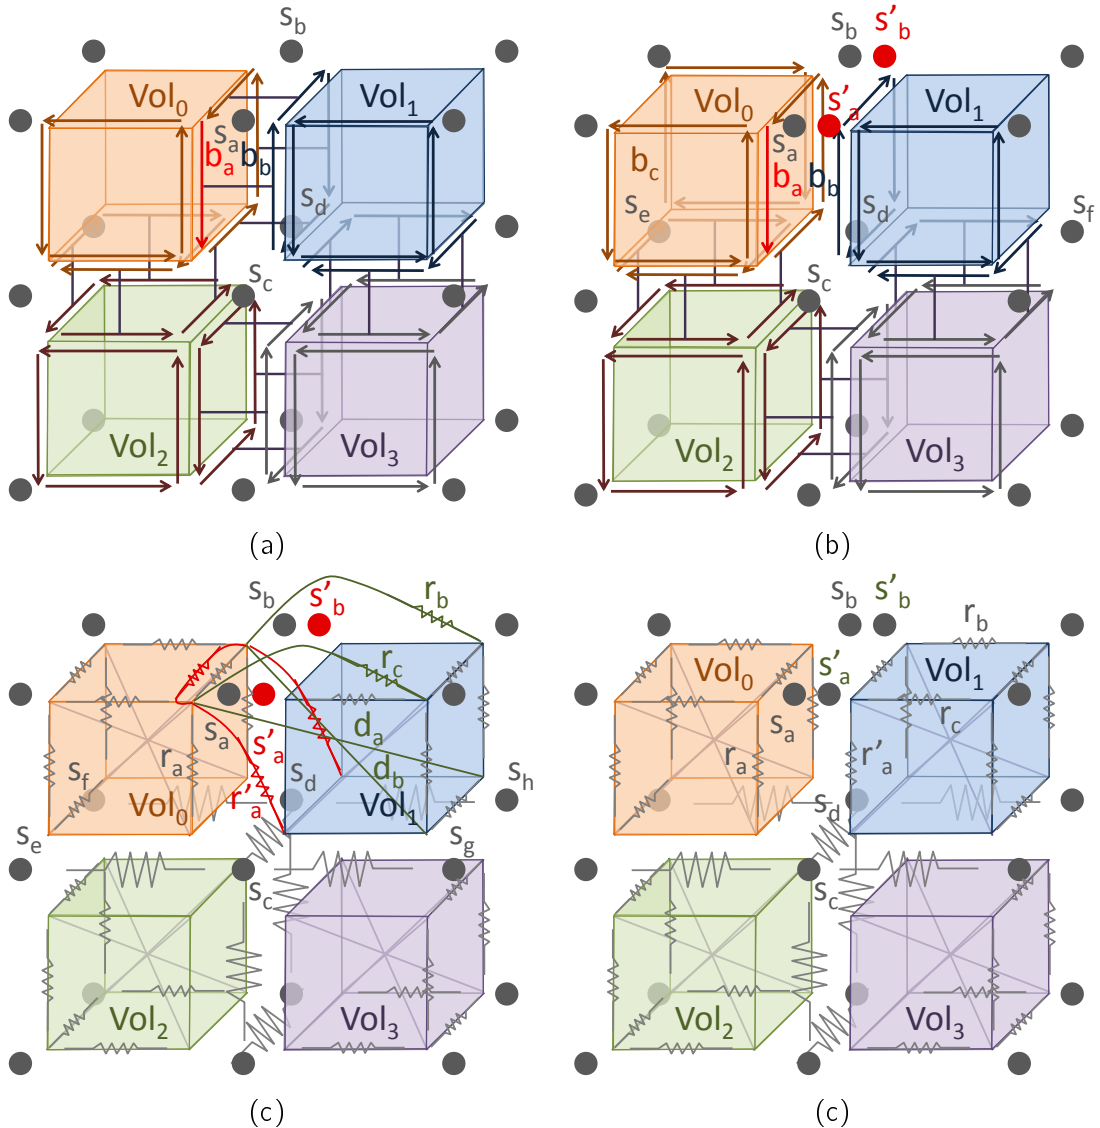 s_b
Vol_0
Vol_1
s_a
b_a
b_b
s_d
s_c
Vol_2
Vol_3
(a)
s_b
s'_b
Vol_0
Vol_1
s'_a
s_a
b_c
b_a
b_b
s_e
s_d
s_f
s_c
Vol_2
Vol_3
(b)
s_b
s'_b
r_b
r_c
s_a
s'_a
d_a
r_a
s_f
s_d
d_b
s_h
Vol_0
r'_a
Vol_1
s_e
s_g
s_c
Vol_2
Vol_3
(c)
s_b
s'_b
r_b
Vol_0
s'_a
Vol_1
s_a
r_c
r_a
r'_a
s_d
s_c
Vol_2
Vol_3
(c)